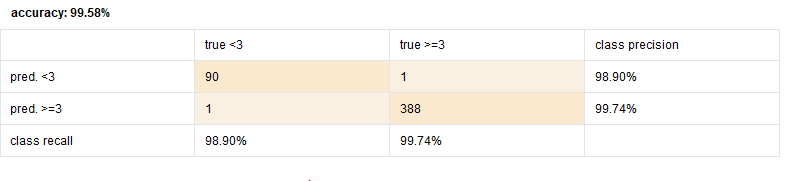 accuracy: 99.58%
true <3 true >=3 class precision
pred. <3 90 1 98.90%
pred. >=3 1 388 99.74%
class recall 98.90% 99.74%